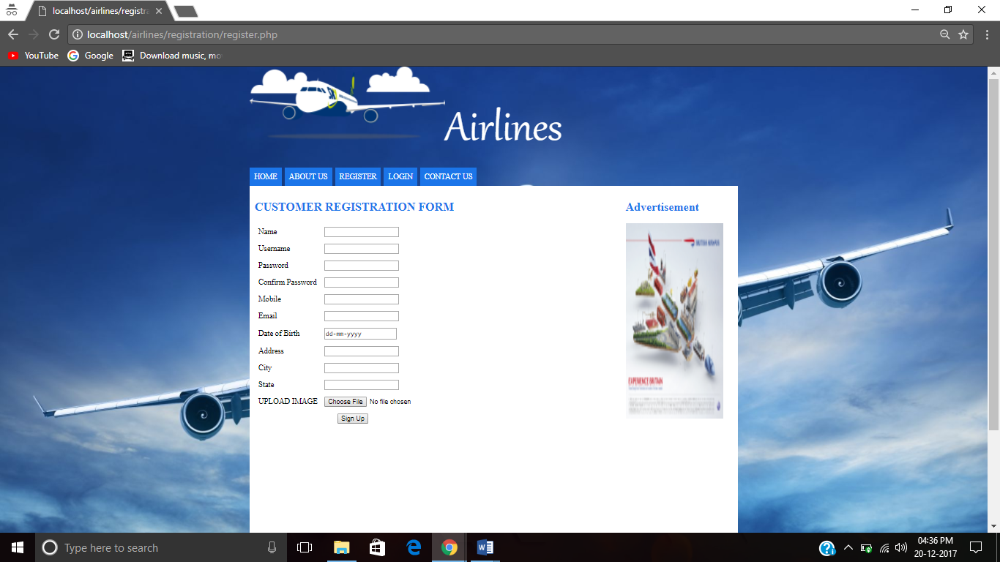 localhost/airlines/registra
localhost/airlines/registration/register.php
YouTube Google Download music, mo
Airlines
HOME ABOUT US REGISTER LOGIN CONTACT US
CUSTOMER REGISTRATION FORM
Name
Username
Password
Confirm Password
Mobile
Email
Date of Birth dd-mm-yyyy
Address
City
State
UPLOAD IMAGE Choose File No file chosen
Sign Up
Advertisement
BRITISH AIRWAYS
EXPERIENCE BRITAIN
Type here to search
04:36 PM
20-12-2017